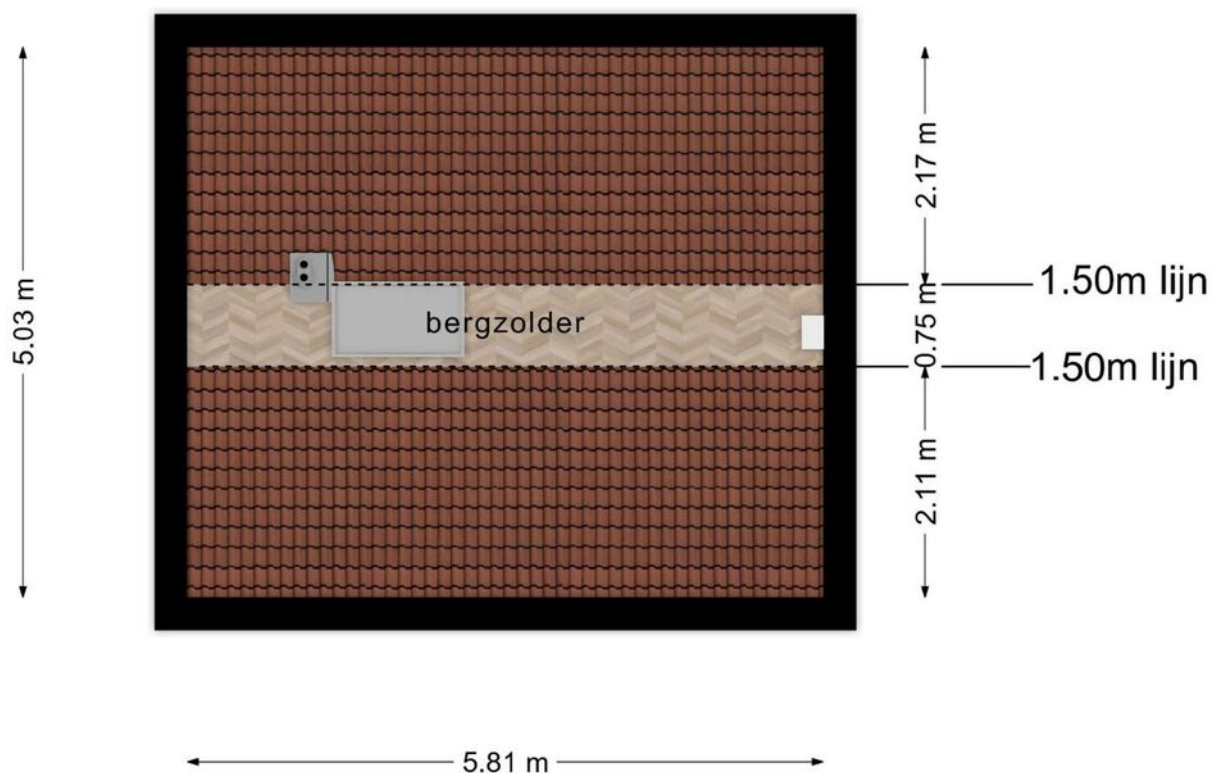 2.17 m
1.50m lijn
5.03 m
0.75 m
bergzolder
1.50m lijn
2.11 m
5.81 m